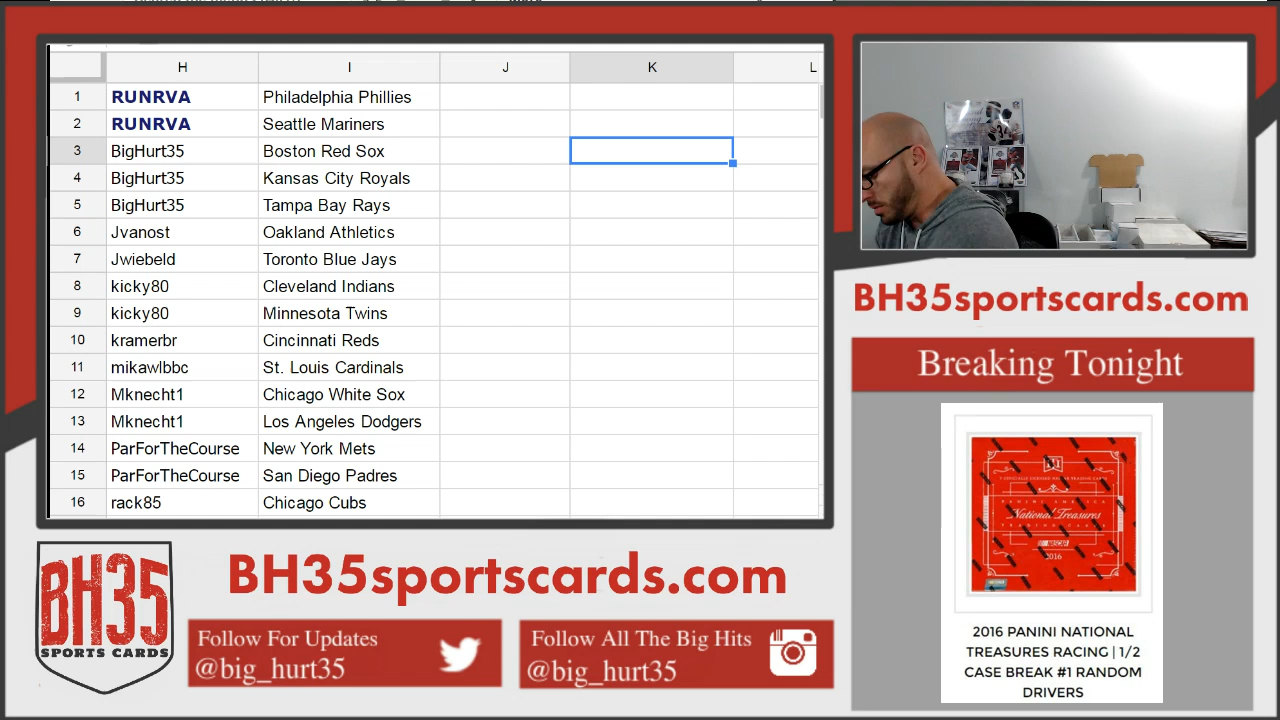 H I J K L
1 RUNRVA Philadelphia Phillies
2 RUNRVA Seattle Mariners
3 BigHurt35 Boston Red Sox
4 BigHurt35 Kansas City Royals
5 BigHurt35 Tampa Bay Rays
6 Jvanost Oakland Athletics
7 Jwiebeld Toronto Blue Jays
8 kicky80 Cleveland Indians
9 kicky80 Minnesota Twins
10 kramerbr Cincinnati Reds
11 mikawlbbc St. Louis Cardinals
12 Mknecht1 Chicago White Sox
13 Mknecht1 Los Angeles Dodgers
14 ParForTheCourse New York Mets
15 ParForTheCourse San Diego Padres
16 rack85 Chicago Cubs
BH35sportscards.com
Breaking Tonight
National Treasures
2016
2016 PANINI NATIONAL
TREASURES RACING | 1/2
CASE BREAK #1 RANDOM
DRIVERS
BH35
SPORTS CARDS
BH35sportscards.com
Follow For Updates
@big_hurt35
Follow All The Big Hits
@big_hurt35